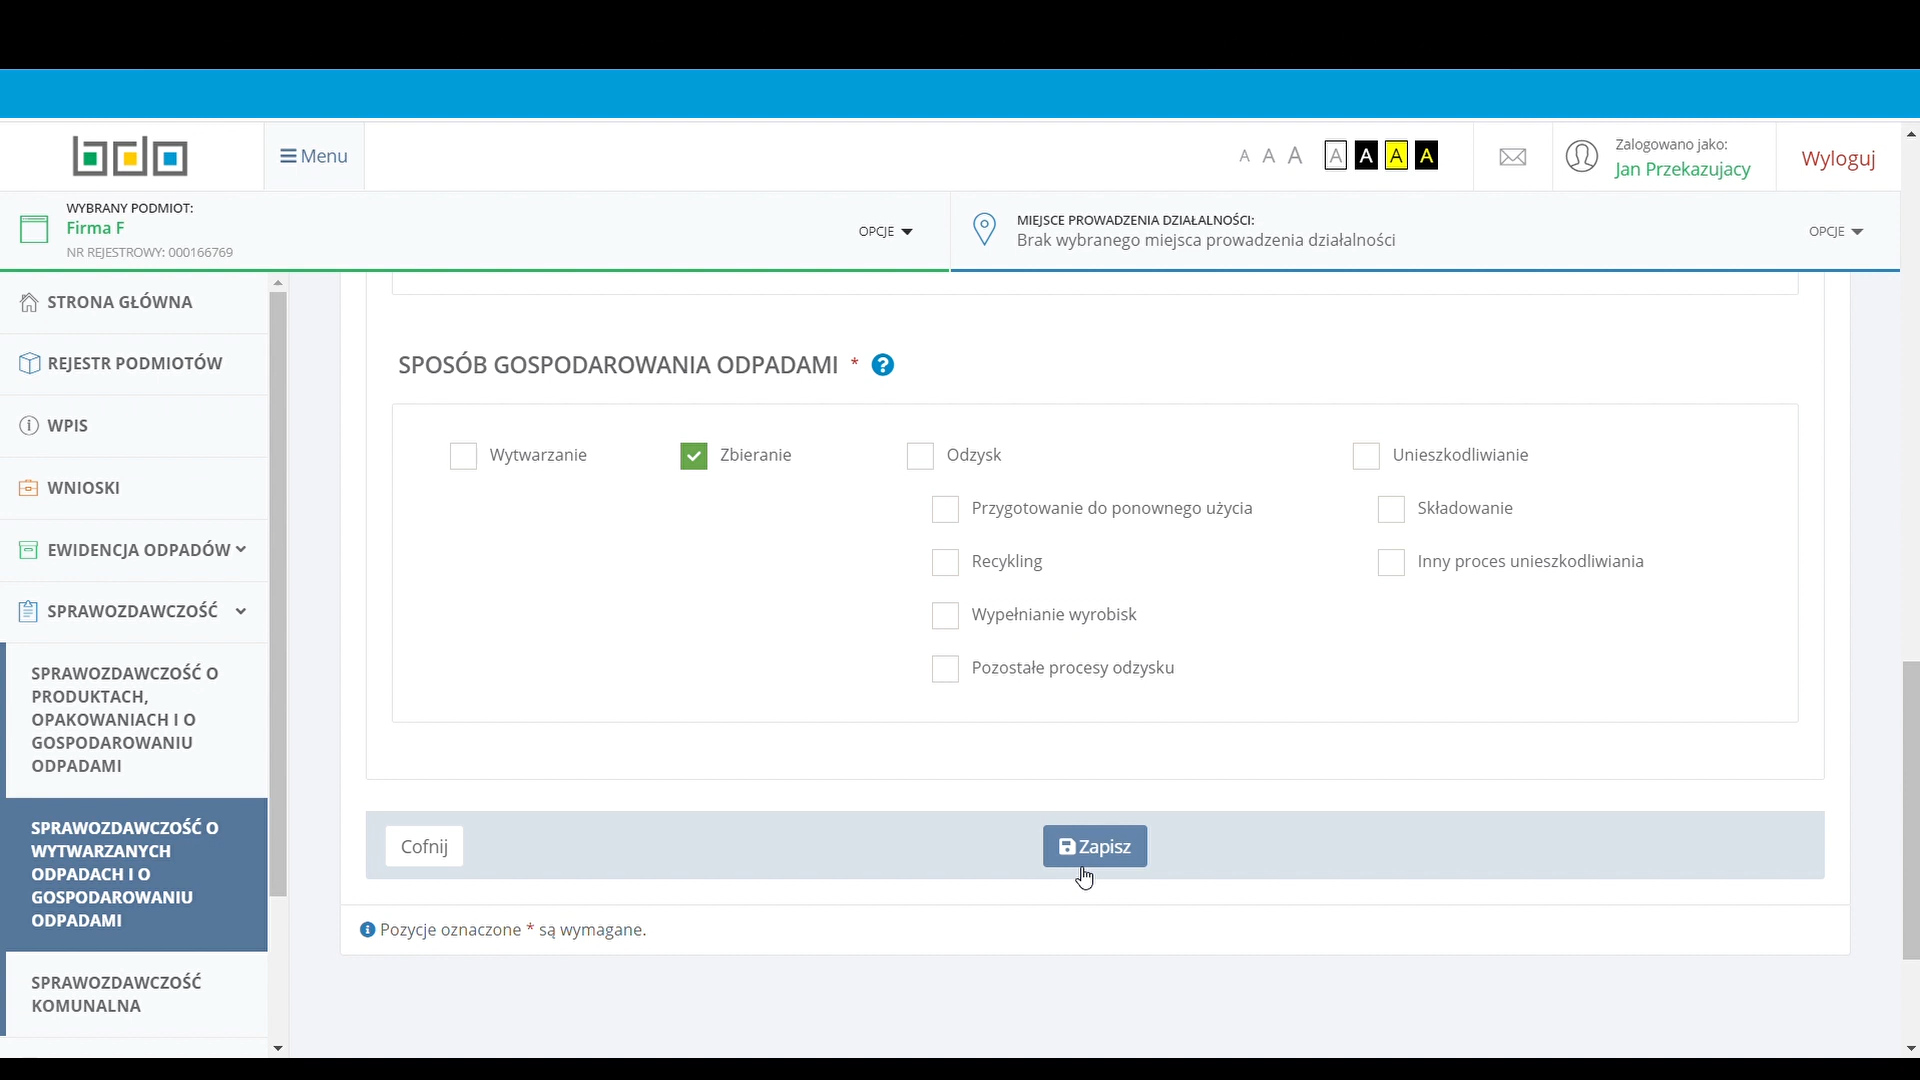 bdo
Menu
A A A A A A A
Zalogowano jako:
Jan Przekazujacy
Wyloguj
WYBRANY PODMIOT:
Firma F
NR REJESTROWY: 000166769
OPCJE
MIEJSCE PROWADZENIA DZIAŁALNOŚCI:
Brak wybranego miejsca prowadzenia działalności
OPCJE
STRONA GŁÓWNA
REJESTR PODMIOTÓW
WPIS
WNIOSKI
EWIDENCJA ODPADÓW
SPRAWOZDAWCZOŚĆ
SPRAWOZDAWCZOŚĆ O
PRODUKTACH,
OPAKOWANIACH I O
GOSPODAROWANIU
ODPADAMI
SPRAWOZDAWCZOŚĆ O
WYTWARZANYCH
ODPADACH I O
GOSPODAROWANIU
ODPADAMI
SPRAWOZDAWCZOŚĆ
KOMUNALNA
SPOSÓB GOSPODAROWANIA ODPADAMI * ?
Wytwarzanie
Zbieranie
Odzysk
Przygotowanie do ponownego użycia
Recykling
Wypełnianie wyrobisk
Pozostałe procesy odzysku
Unieszkodliwianie
Składowanie
Inny proces unieszkodliwiania
Cofnij
Zapisz
Pozycje oznaczone * są wymagane.